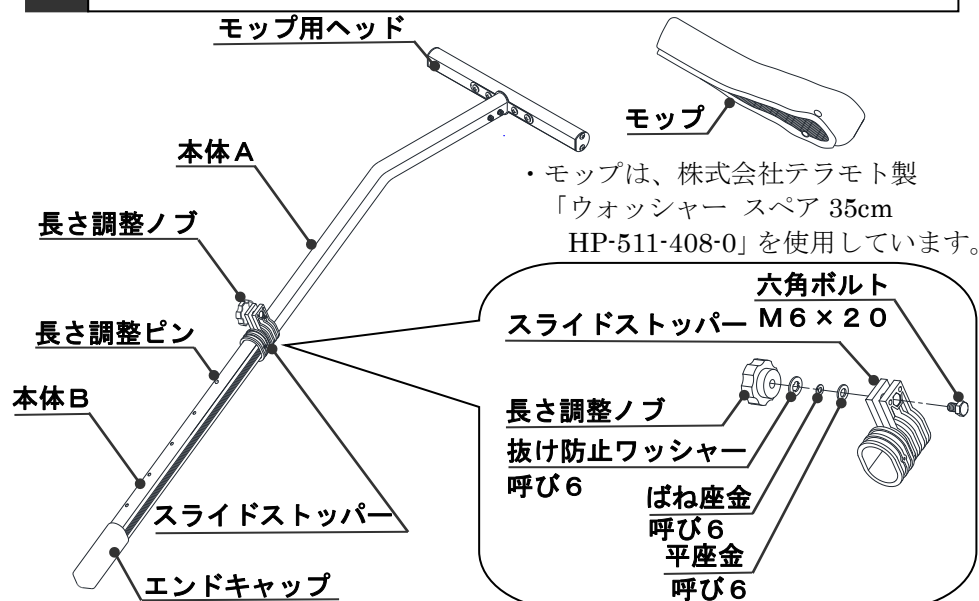 モップ用ヘッド
モップ
本体Ａ
・モップは、株式会社テラモト製
「ウォッシャー スペア 35cm
HP-511-408-0」を使用しています。
長さ調整ノブ
長さ調整ピン
本体Ｂ
スライドストッパー
エンドキャップ
六角ボルト
Ｍ６×２０
スライドストッパー
長さ調整ノブ
抜け防止ワッシャー
呼び６
ばね座金
呼び６
平座金
呼び６